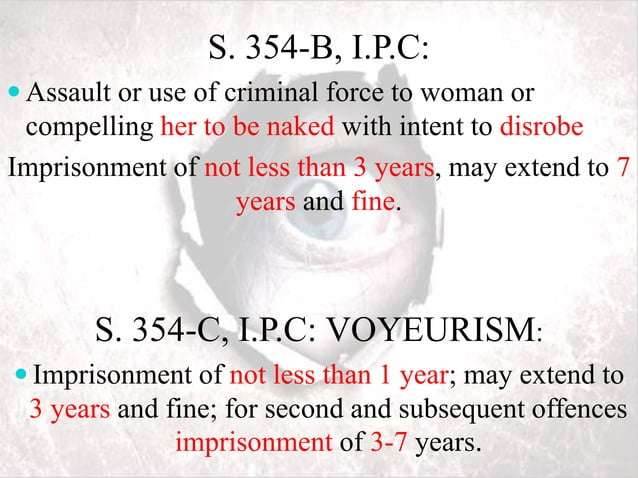 S. 354-B, I.P.C:
• Assault or use of criminal force to woman or
compelling her to be naked with intent to disrobe
Imprisonment of not less than 3 years, may extend to 7
years and fine.
S. 354-C, I.P.C: VOYEURISM:
• Imprisonment of not less than 1 year; may extend to
3 years and fine; for second and subsequent offences
imprisonment of 3-7 years.